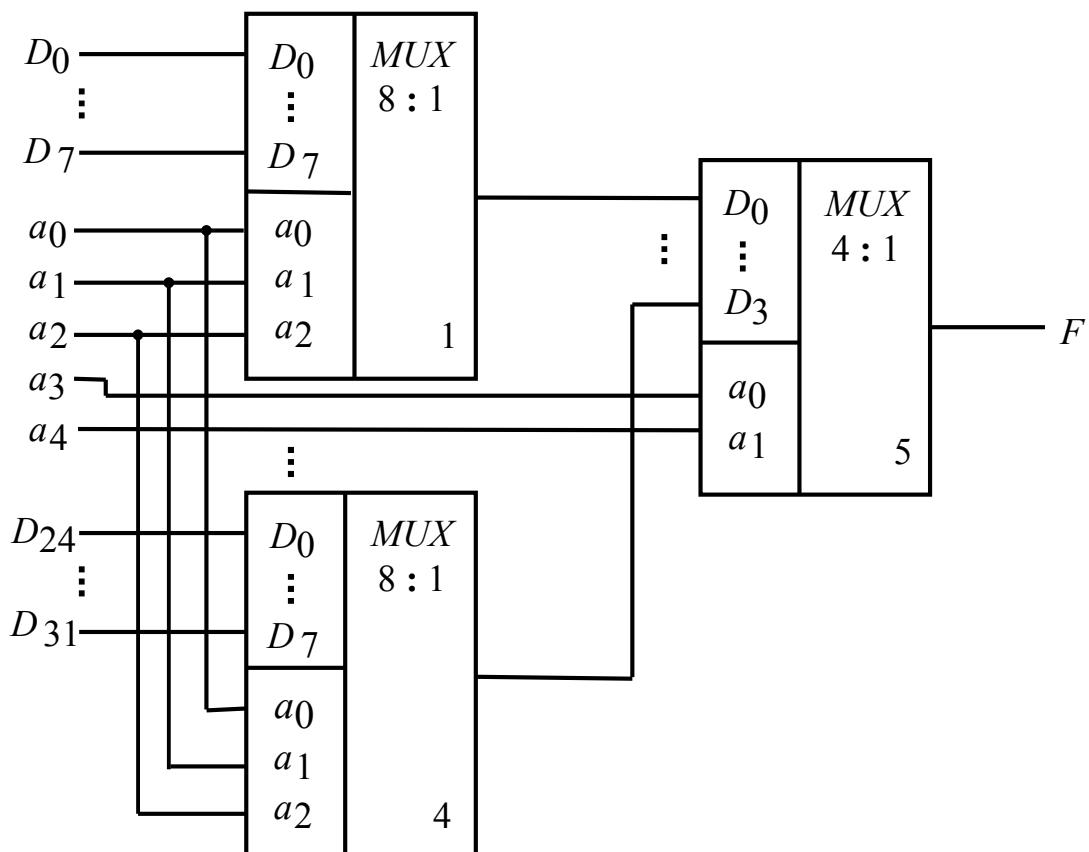 D0
⋮
D7
a0
a1
a2
a3
a4
D24
⋮
D31
D0
⋮
D7
a0
a1
a2
MUX
8 : 1
1
⋮
D0
⋮
D7
a0
a1
a2
MUX
8 : 1
4
⋮
D0
⋮
D3
a0
a1
MUX
4 : 1
5
F